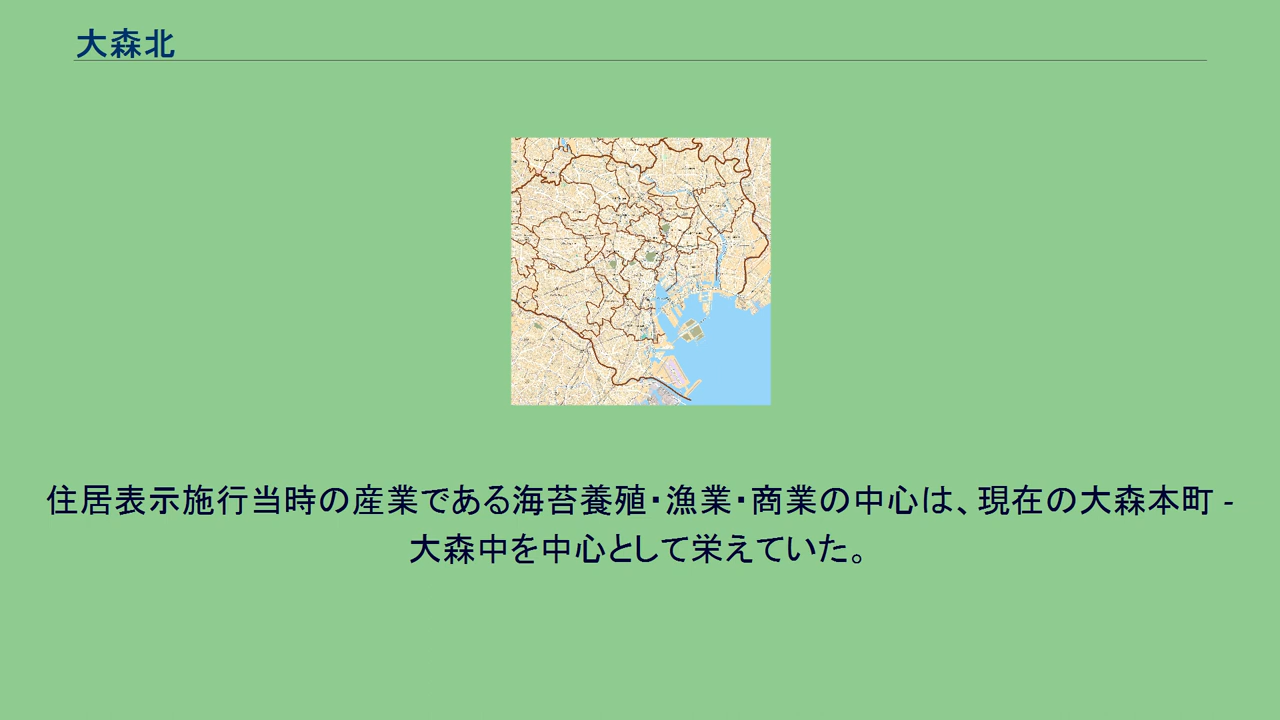 大森北
住居表示施行当時の産業である海苔養殖・漁業・商業の中心は、現在の大森本町 -
大森中を中心として栄えていた。